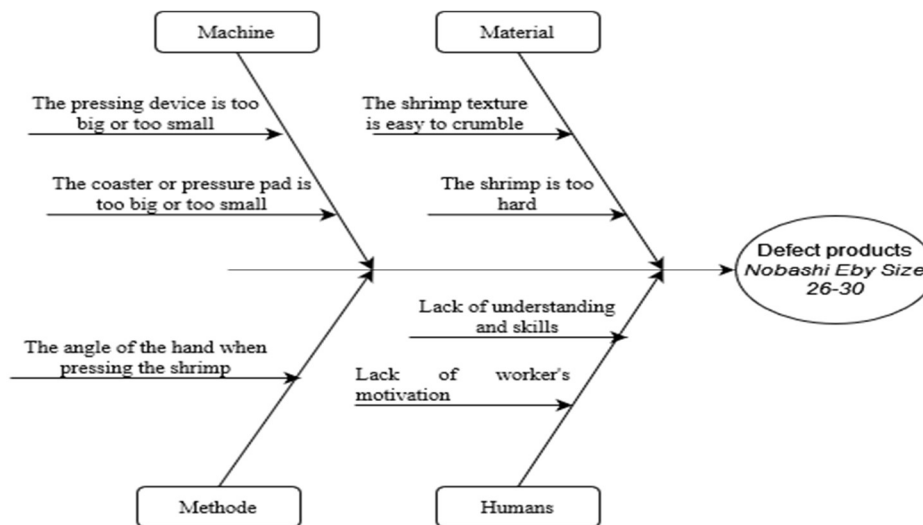 Machine
Material
The pressing device is too
big or too small
The shrimp texture
is easy to crumble
The coaster or pressure pad is
too big or too small
The shrimp is too
hard
Defect products
Nobashi Eby Size
26-30
Lack of understanding
and skills
The angle of the hand when
pressing the shrimp
Lack of worker's
motivation
Methode
Humans